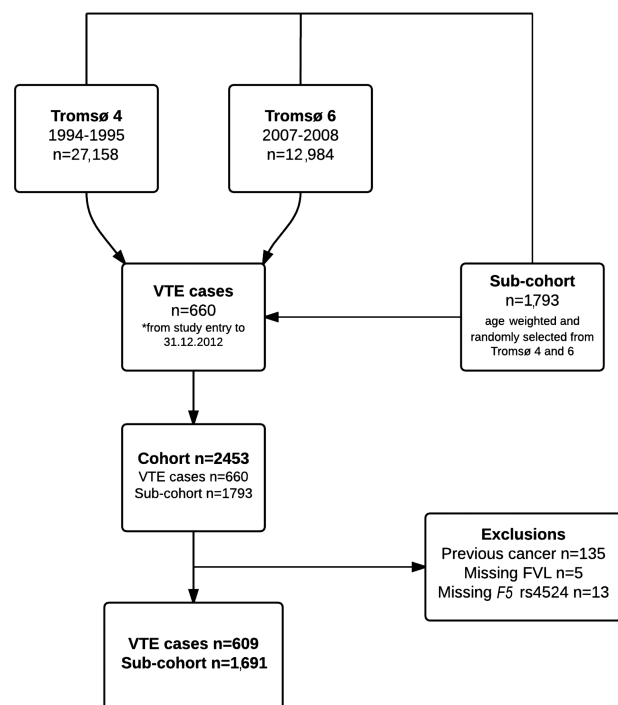 Tromsø 4
1994-1995
n=27,158
Tromsø 6
2007-2008
n=12,984
VTE cases
n=660
*from study entry to
31.12.2012
Sub-cohort
n=1,793
age weighted and
randomly selected from
Tromsø 4 and 6
Cohort n=2453
VTE cases n=660
Sub-cohort n=1793
Exclusions
Previous cancer n=135
Missing FVL n=5
Missing F5 rs4524 n=13
VTE cases n=609
Sub-cohort n=1,691